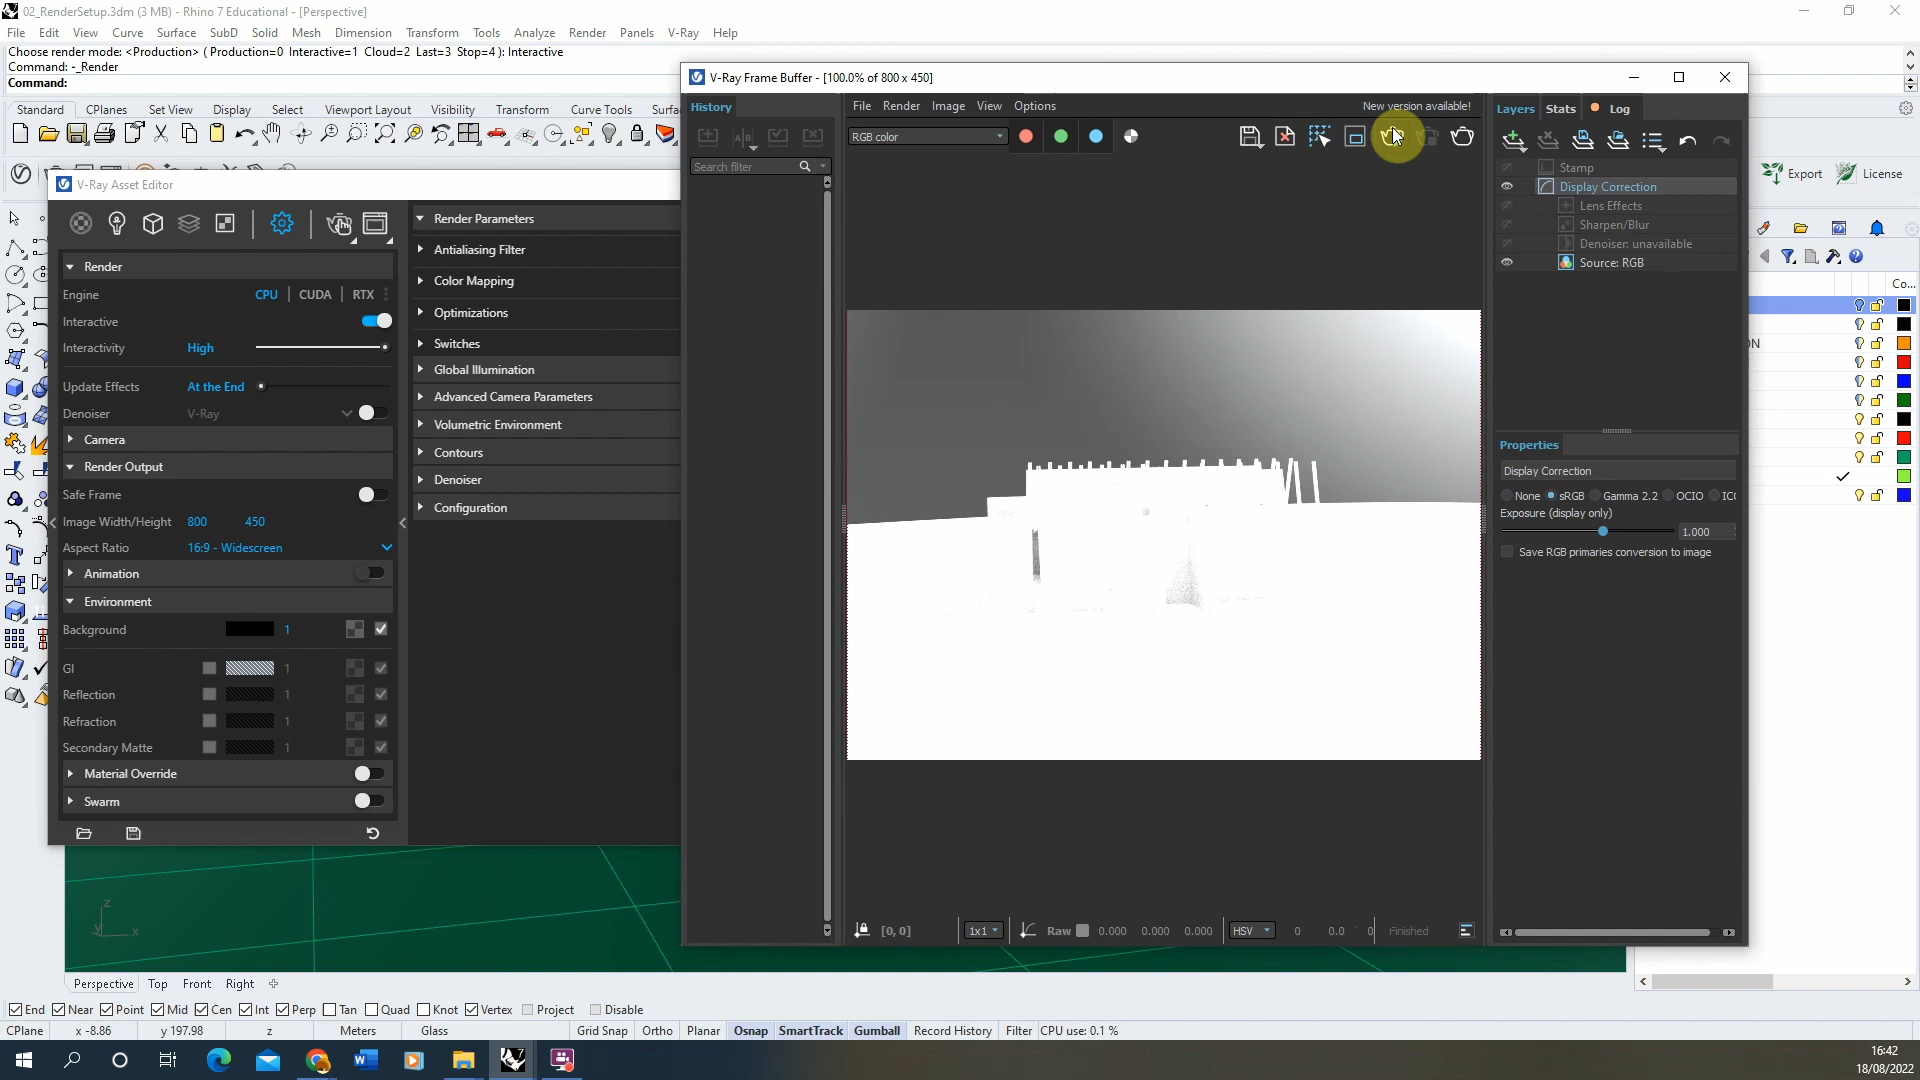 02_RenderSetup.3dm (3 MB) - Rhino 7 Educational - [Perspective]
File Edit View Curve Surface SubD Solid Mesh Dimension Transform Tools Analyze Render Panels V-Ray Help
Choose render mode: <Production> ( Production=0 Interactive=1 Cloud=2 Last=3 Stop=4 ): Interactive
Command: -_Render
Command:
Standard CPlanes Set View Display Select Viewport Layout Visibility Transform Curve Tools
V-Ray Frame Buffer - [100.0% of 800 x 450]
History
File Render Image View Options New version available!
RGB color
Search filter
Layers Stats Log
Stamp
Display Correction
Lens Effects
Sharpen/Blur
Denoiser: unavailable
Source: RGB
Properties
Display Correction
None sRGB Gamma 2.2 OCIO
Exposure (display only)
1.000
Save RGB primaries conversion to image
[0, 0] 1x1 Raw 0.000 0.000 0.000 HSV 0 0.0 0 Finished
Export License
Co...
V-Ray Asset Editor
Render
Engine CPU CUDA RTX
Interactive
Interactivity High
Update Effects At the End
Denoiser V-Ray
Camera
Render Output
Safe Frame
Image Width/Height 800 450
Aspect Ratio 16:9 - Widescreen
Animation
Environment
Background 1
GI 1
Reflection 1
Refraction 1
Secondary Matte 1
Material Override
Swarm
Render Parameters
Antialiasing Filter
Color Mapping
Optimizations
Switches
Global Illumination
Advanced Camera Parameters
Volumetric Environment
Contours
Denoiser
Configuration
z
y x
Perspective Top Front Right
End Near Point Mid Cen Int Perp Tan Quad Knot Vertex Project Disable
CPlane x -8.86 y 197.98 z Meters Glass Grid Snap Ortho Planar Osnap SmartTrack Gumball Record History Filter CPU use: 0.1 %
16:42
18/08/2022